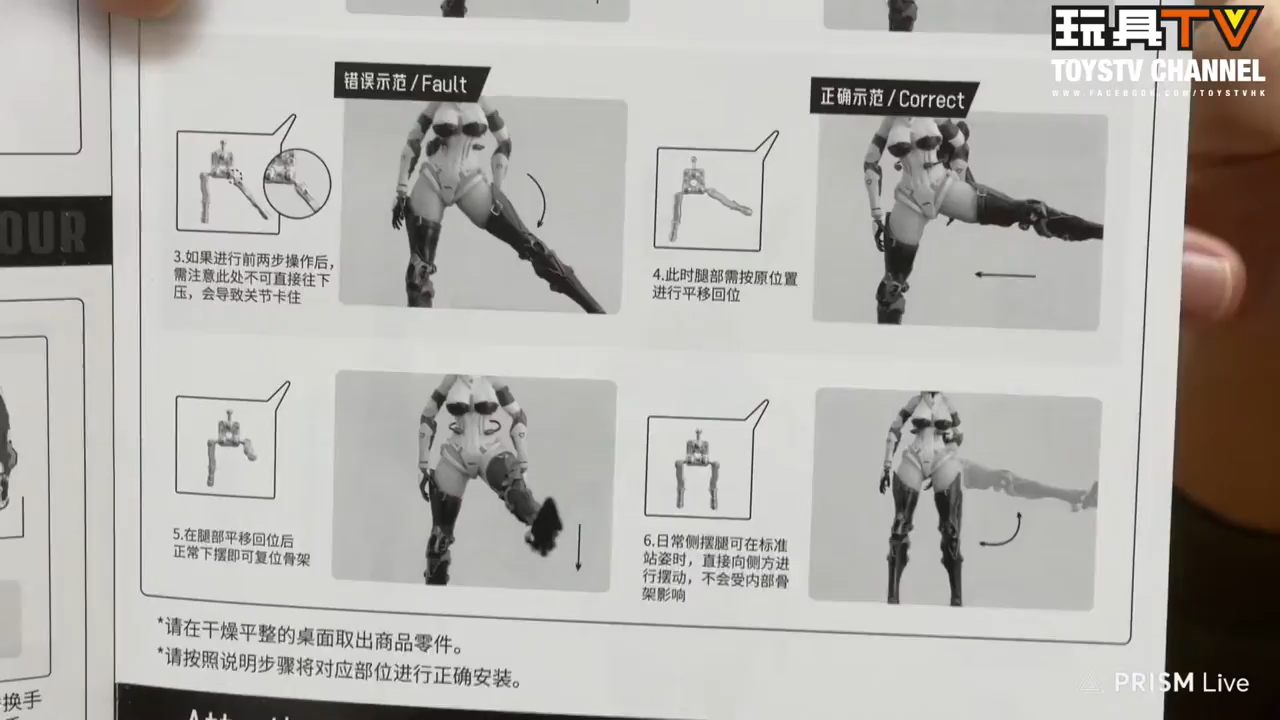 玩具TV
TOYSTV CHANNEL
WWW.FACEBOOK.COM/TOYSTVHK
错误示范/Fault
正确示范/Correct
3.如果进行前两步操作后，
需注意此处不可直接往下
压，会导致关节卡住
4.此时腿部需按原位置
进行平移回位
OUR
5.在腿部平移回位后
正常下摆即可复位骨架
6.日常侧摆腿可在标准
站姿时，直接向侧方进
行摆动，不会受内部骨
架影响
*请在干燥平整的桌面取出商品零件。
*请按照说明步骤将对应部位进行正确安装。
换手
PRISM Live